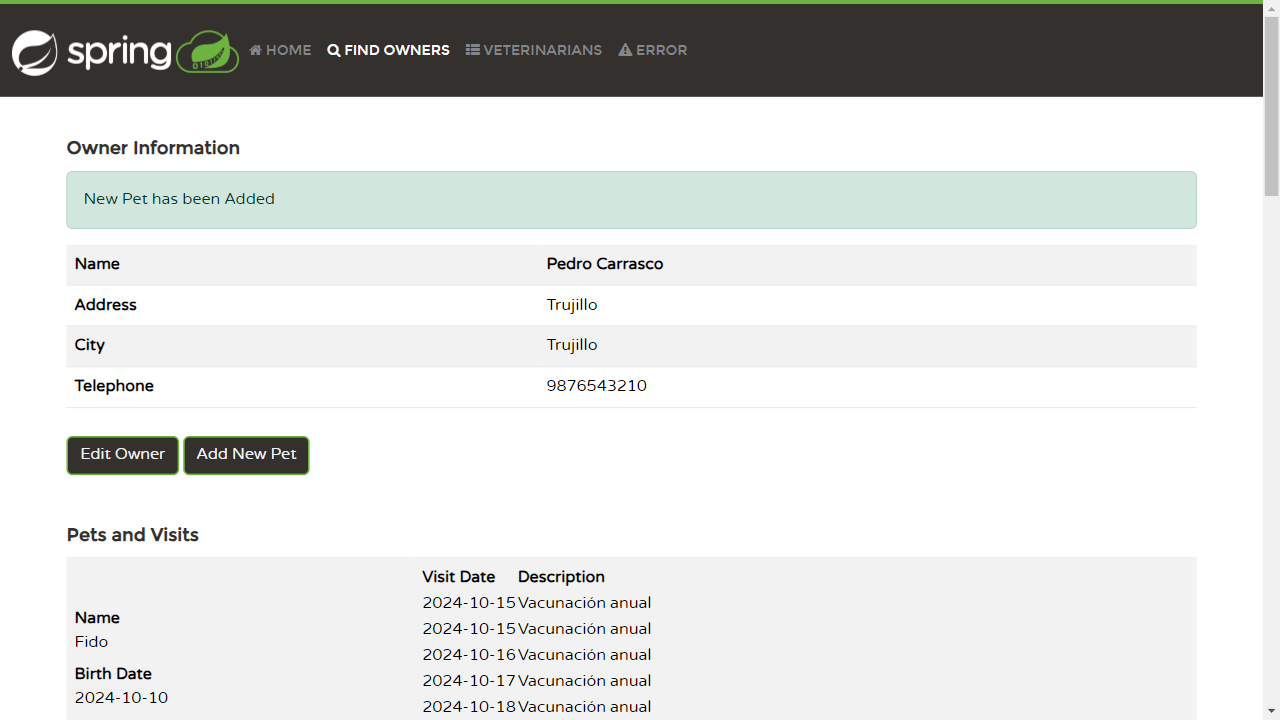 spring HOME FIND OWNERS VETERINARIANS ERROR
Owner Information
New Pet has been Added
Name Pedro Carrasco
Address Trujillo
City Trujillo
Telephone 9876543210
Edit Owner Add New Pet
Pets and Visits
Visit Date Description
2024-10-15 Vacunación anual
Name
2024-10-15 Vacunación anual
Fido
2024-10-16 Vacunación anual
Birth Date
2024-10-17 Vacunación anual
2024-10-10
2024-10-18 Vacunación anual